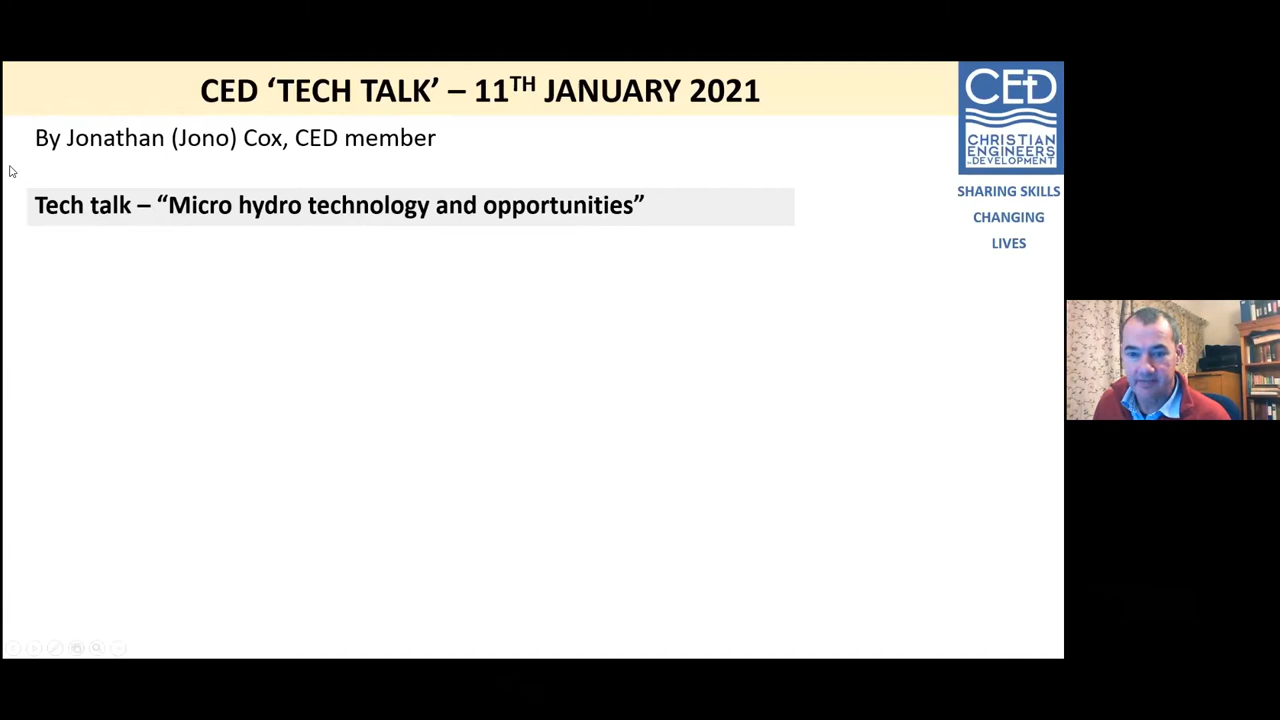 CED ‘TECH TALK’ – 11TH JANUARY 2021
By Jonathan (Jono) Cox, CED member
Tech talk – “Micro hydro technology and opportunities”
CED
CHRISTIAN
ENGINEERS
IN DEVELOPMENT
SHARING SKILLS
CHANGING
LIVES